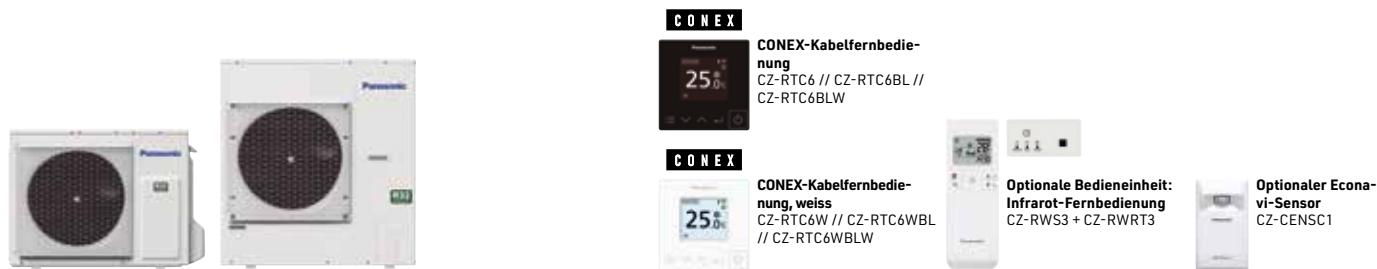 Panasonic
Panasonic
R32
CONEX
Panasonic
25.0
CONEX-Kabelfernbedie-
nung
CZ-RTC6 // CZ-RTC6BL //
CZ-RTC6BLW
CONEX
25.0
CONEX-Kabelfernbedie-
nung, weiss
CZ-RTC6W // CZ-RTC6WBL
// CZ-RTC6WBLW
Optionale Bedieneinheit:
Infrarot-Fernbedienung
CZ-RWS3 + CZ-RWRT3
Optionaler Econa-
vi-Sensor
CZ-CENSC1